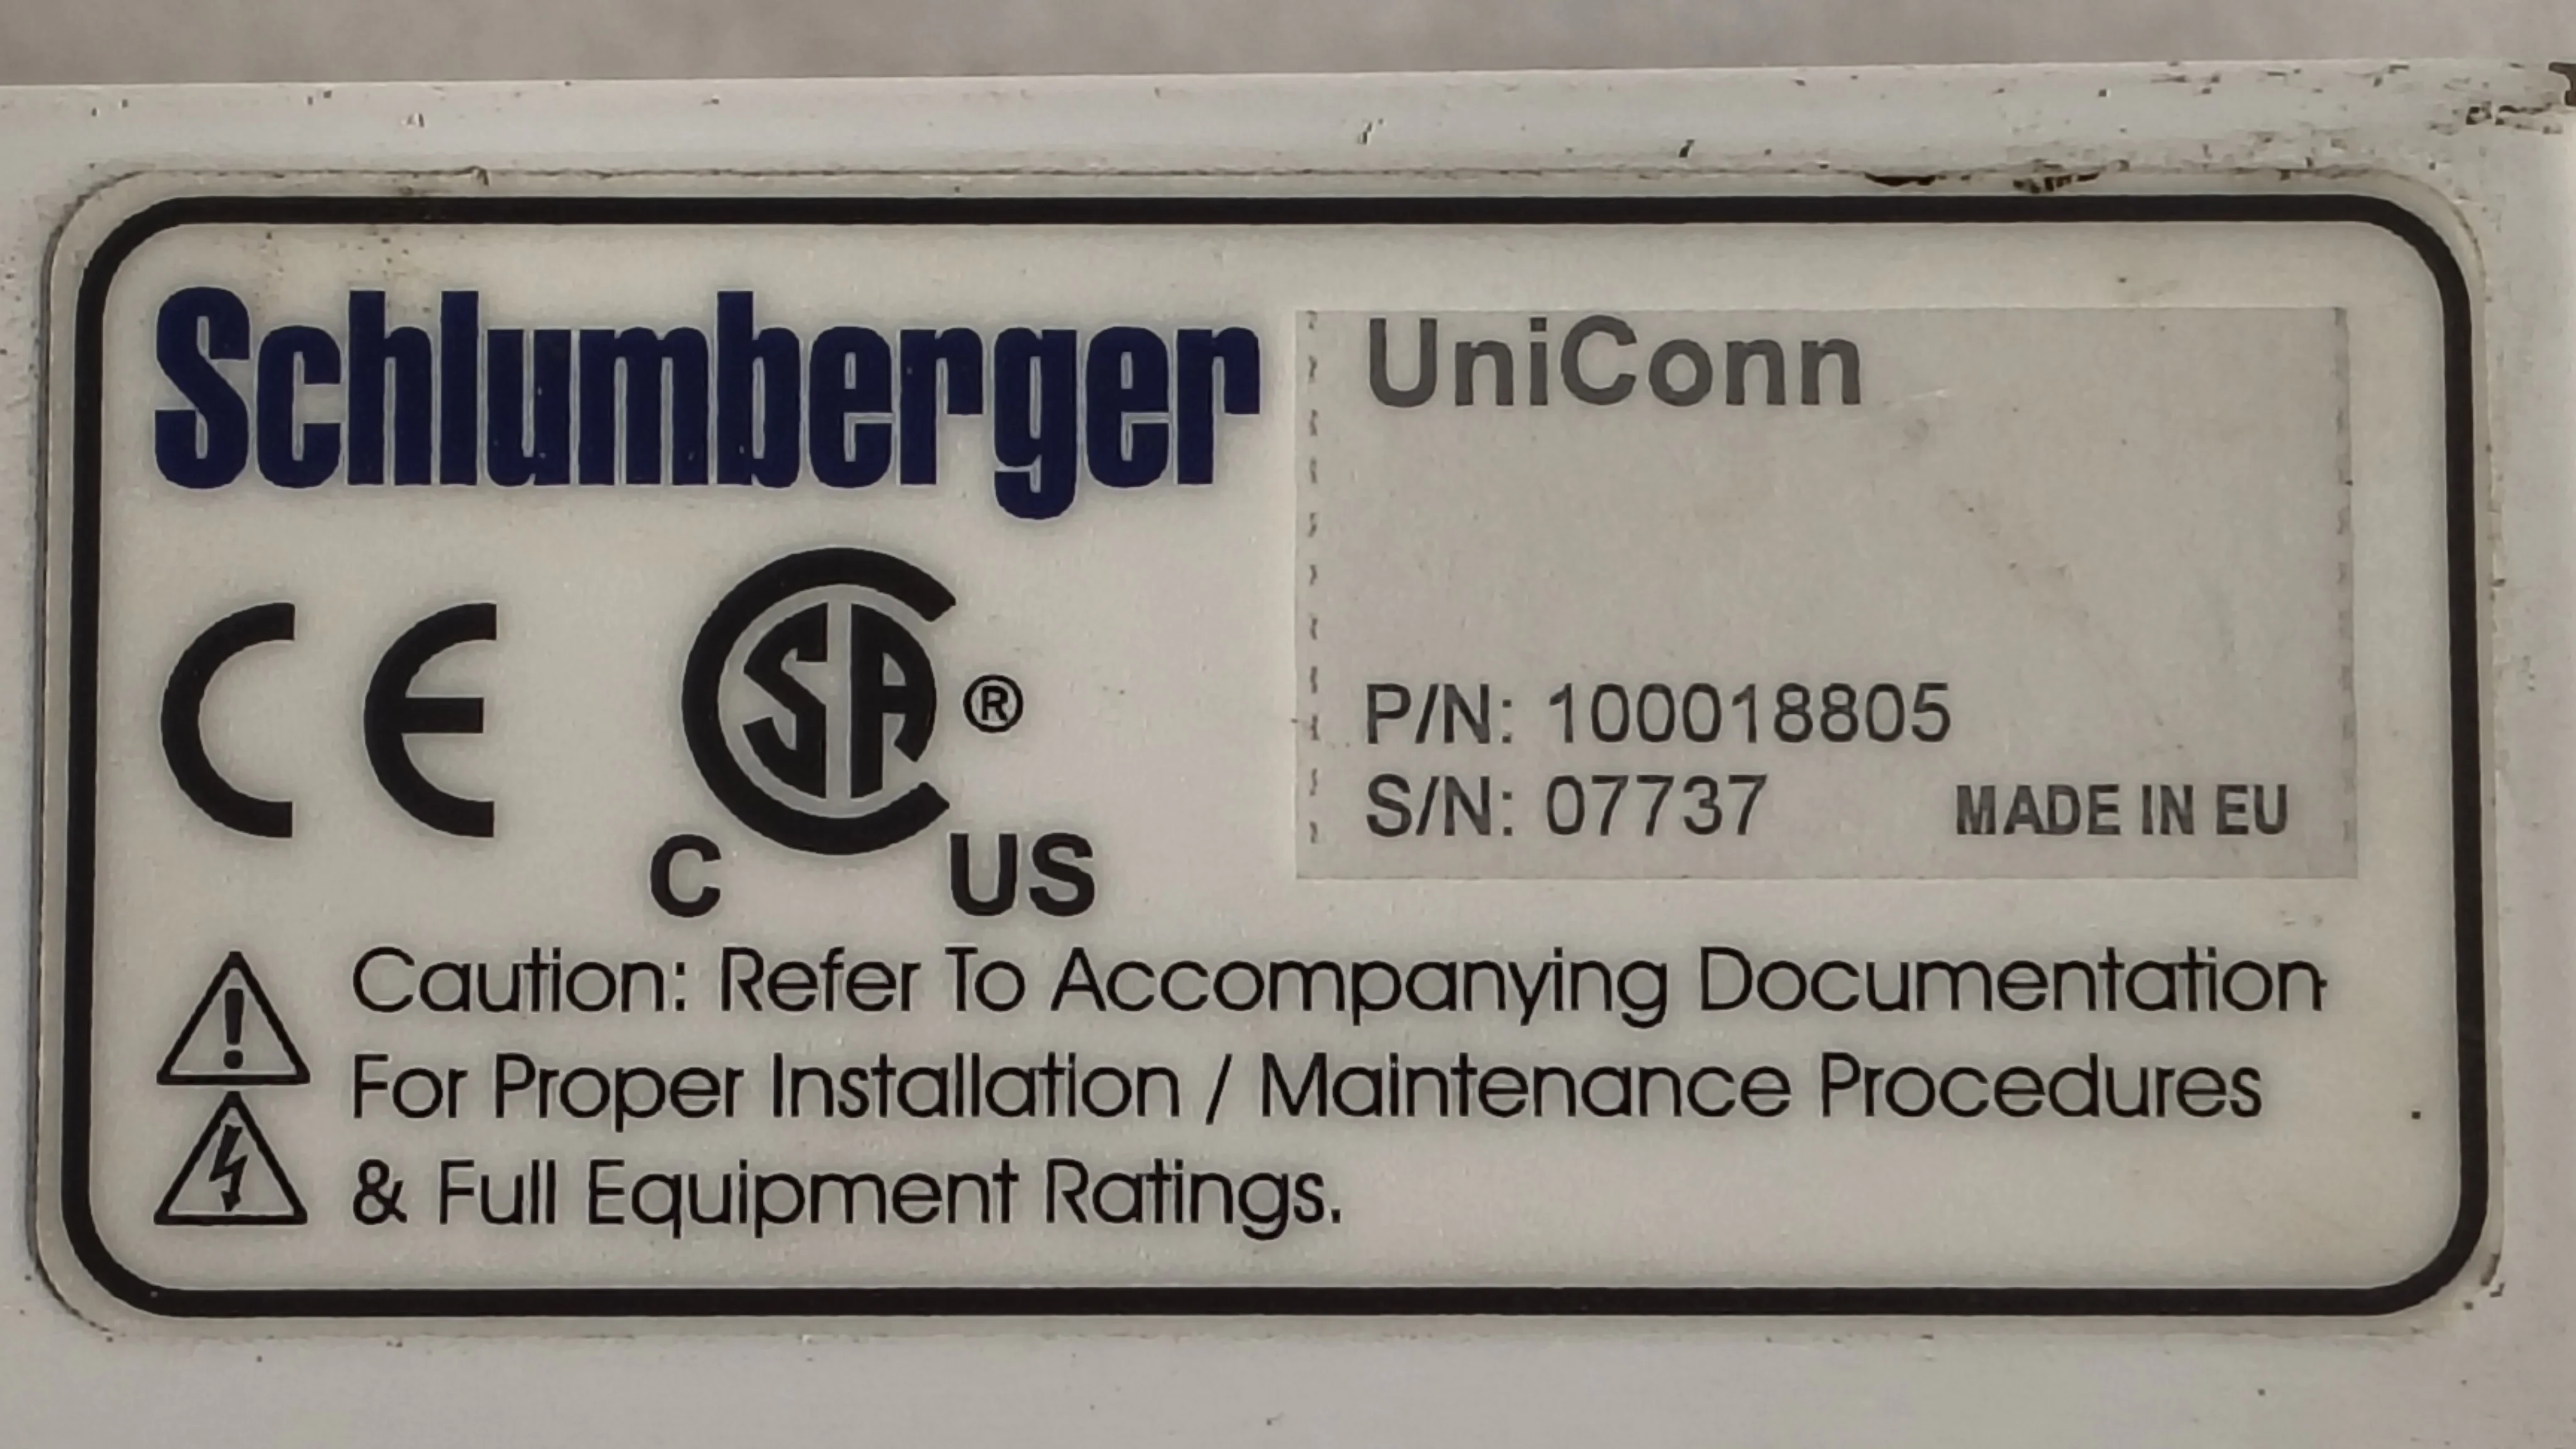 Schlumberger
UniConn
CE
CSA ®
C US
P/N: 100018805
S/N: 07737 MADE IN EU
Caution: Refer To Accompanying Documentation
For Proper Installation / Maintenance Procedures
& Full Equipment Ratings.